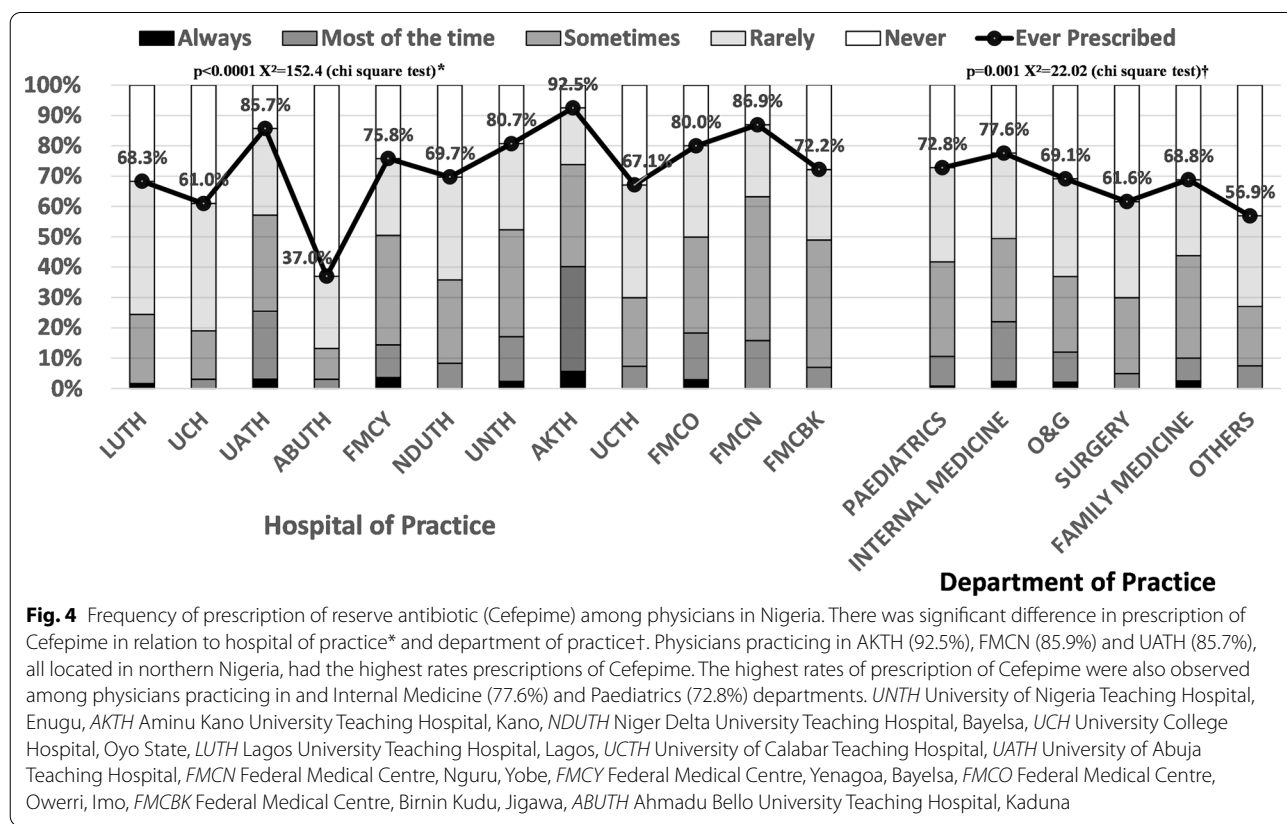 Always Most of the time Sometimes Rarely Never Ever Prescribed
p<0.0001 X²=152.4 (chi square test)*
p=0.001 X²=22.02 (chi square test)†
100%
90%
80%
70%
60%
50%
40%
30%
20%
10%
0%
68.3%
61.0%
85.7%
37.0%
75.8%
69.7%
80.7%
92.5%
67.1%
80.0%
86.9%
72.2%
72.8%
77.6%
69.1%
61.6%
68.8%
56.9%
LUTH
UCH
UATH
ABUTH
FMCY
NDUTH
UNTH
AKTH
UCTH
FMCO
FMCN
FMCBK
PAEDIATRICS
INTERNAL MEDICINE
O&G
SURGERY
FAMILY MEDICINE
OTHERS
Hospital of Practice
Department of Practice
Fig. 4 Frequency of prescription of reserve antibiotic (Cefepime) among physicians in Nigeria. There was significant difference in prescription of
Cefepime in relation to hospital of practice* and department of practice†. Physicians practicing in AKTH (92.5%), FMCN (85.9%) and UATH (85.7%),
all located in northern Nigeria, had the highest rates prescriptions of Cefepime. The highest rates of prescription of Cefepime were also observed
among physicians practicing in and Internal Medicine (77.6%) and Paediatrics (72.8%) departments. UNTH University of Nigeria Teaching Hospital,
Enugu, AKTH Aminu Kano University Teaching Hospital, Kano, NDUTH Niger Delta University Teaching Hospital, Bayelsa, UCH University College
Hospital, Oyo State, LUTH Lagos University Teaching Hospital, Lagos, UCTH University of Calabar Teaching Hospital, UATH University of Abuja
Teaching Hospital, FMCN Federal Medical Centre, Nguru, Yobe, FMCY Federal Medical Centre, Yenagoa, Bayelsa, FMCO Federal Medical Centre,
Owerri, Imo, FMCBK Federal Medical Centre, Birnin Kudu, Jigawa, ABUTH Ahmadu Bello University Teaching Hospital, Kaduna